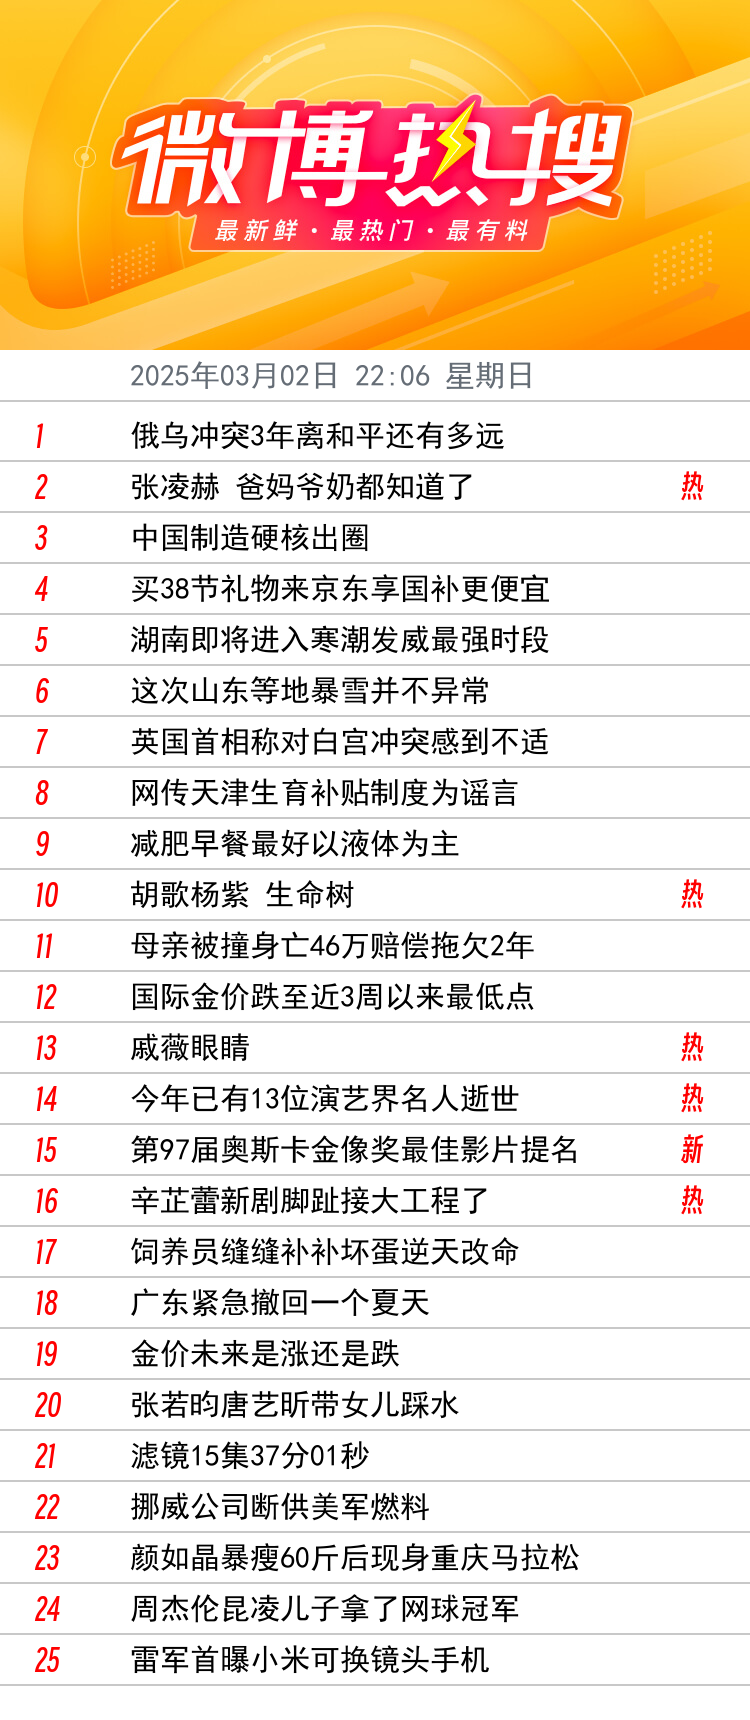 微博热搜
最新鲜·最热门·最有料
2025年03月02日 22:06 星期日
1 俄乌冲突3年离和平还有多远
2 张凌赫 爸妈爷奶都知道了 热
3 中国制造硬核出圈
4 买38节礼物来京东享国补更便宜
5 湖南即将进入寒潮发威最强时段
6 这次山东等地暴雪并不异常
7 英国首相称对白宫冲突感到不适
8 网传天津生育补贴制度为谣言
9 减肥早餐最好以液体为主
10 胡歌杨紫 生命树 热
11 母亲被撞身亡46万赔偿拖欠2年
12 国际金价跌至近3周以来最低点
13 戚薇眼睛 热
14 今年已有13位演艺界名人逝世 热
15 第97届奥斯卡金像奖最佳影片提名 新
16 辛芷蕾新剧脚趾接大工程了 热
17 饲养员缝缝补补坏蛋逆天改命
18 广东紧急撤回一个夏天
19 金价未来是涨还是跌
20 张若昀唐艺昕带女儿踩水
21 滤镜15集37分01秒
22 挪威公司断供美军燃料
23 颜如晶暴瘦60斤后现身重庆马拉松
24 周杰伦昆凌儿子拿了网球冠军
25 雷军首曝小米可换镜头手机